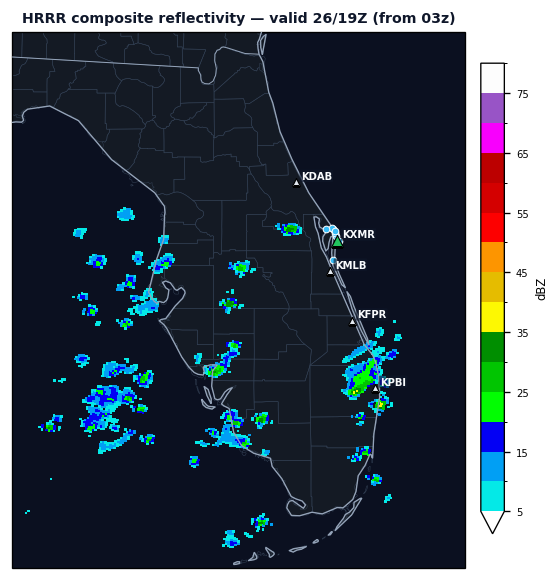 HRRR composite reflectivity — valid 26/19Z (from 03z)
KDAB
KXMR
KMLB
KFPR
KPBI
75
65
55
45
35
25
15
5
dBZ